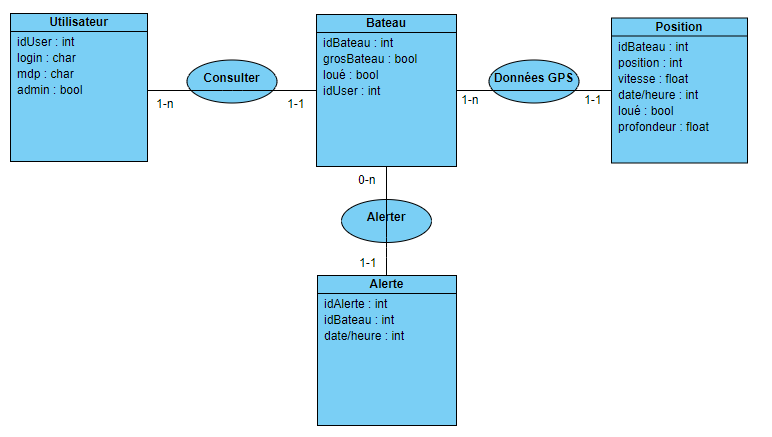 Utilisateur
idUser : int
login : char
mdp : char
admin : bool
1-n
Consulter
1-1
Bateau
idBateau : int
grosBateau : bool
loué : bool
idUser : int
1-n
Données GPS
1-1
Position
idBateau : int
position : int
vitesse : float
date/heure : int
loué : bool
profondeur : float
0-n
Alerter
1-1
Alerte
idAlerte : int
idBateau : int
date/heure : int